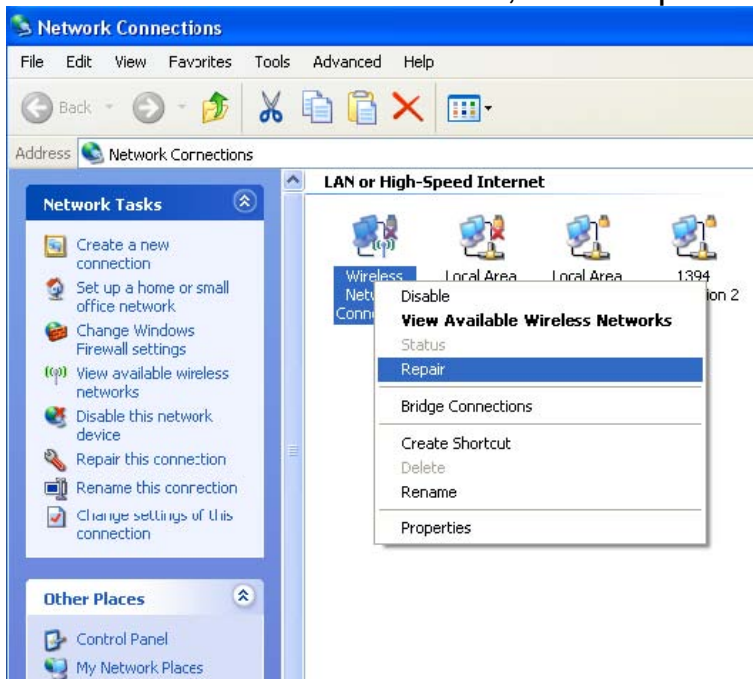 Network Connections
File Edit View Favorites Tools Advanced Help
Back
Address Network Connections
Network Tasks
Create a new
connection
Set up a home or small
office network
Change Windows
Firewall settings
View available wireless
networks
Disable this network
device
Repair this connection
Rename this connection
Change settings of this
connection
Other Places
Control Panel
My Network Places
LAN or High-Speed Internet
Wireless Local Area Local Area 1394
Disable
View Available Wireless Networks
Status
Repair
Bridge Connections
Create Shortcut
Delete
Rename
Properties